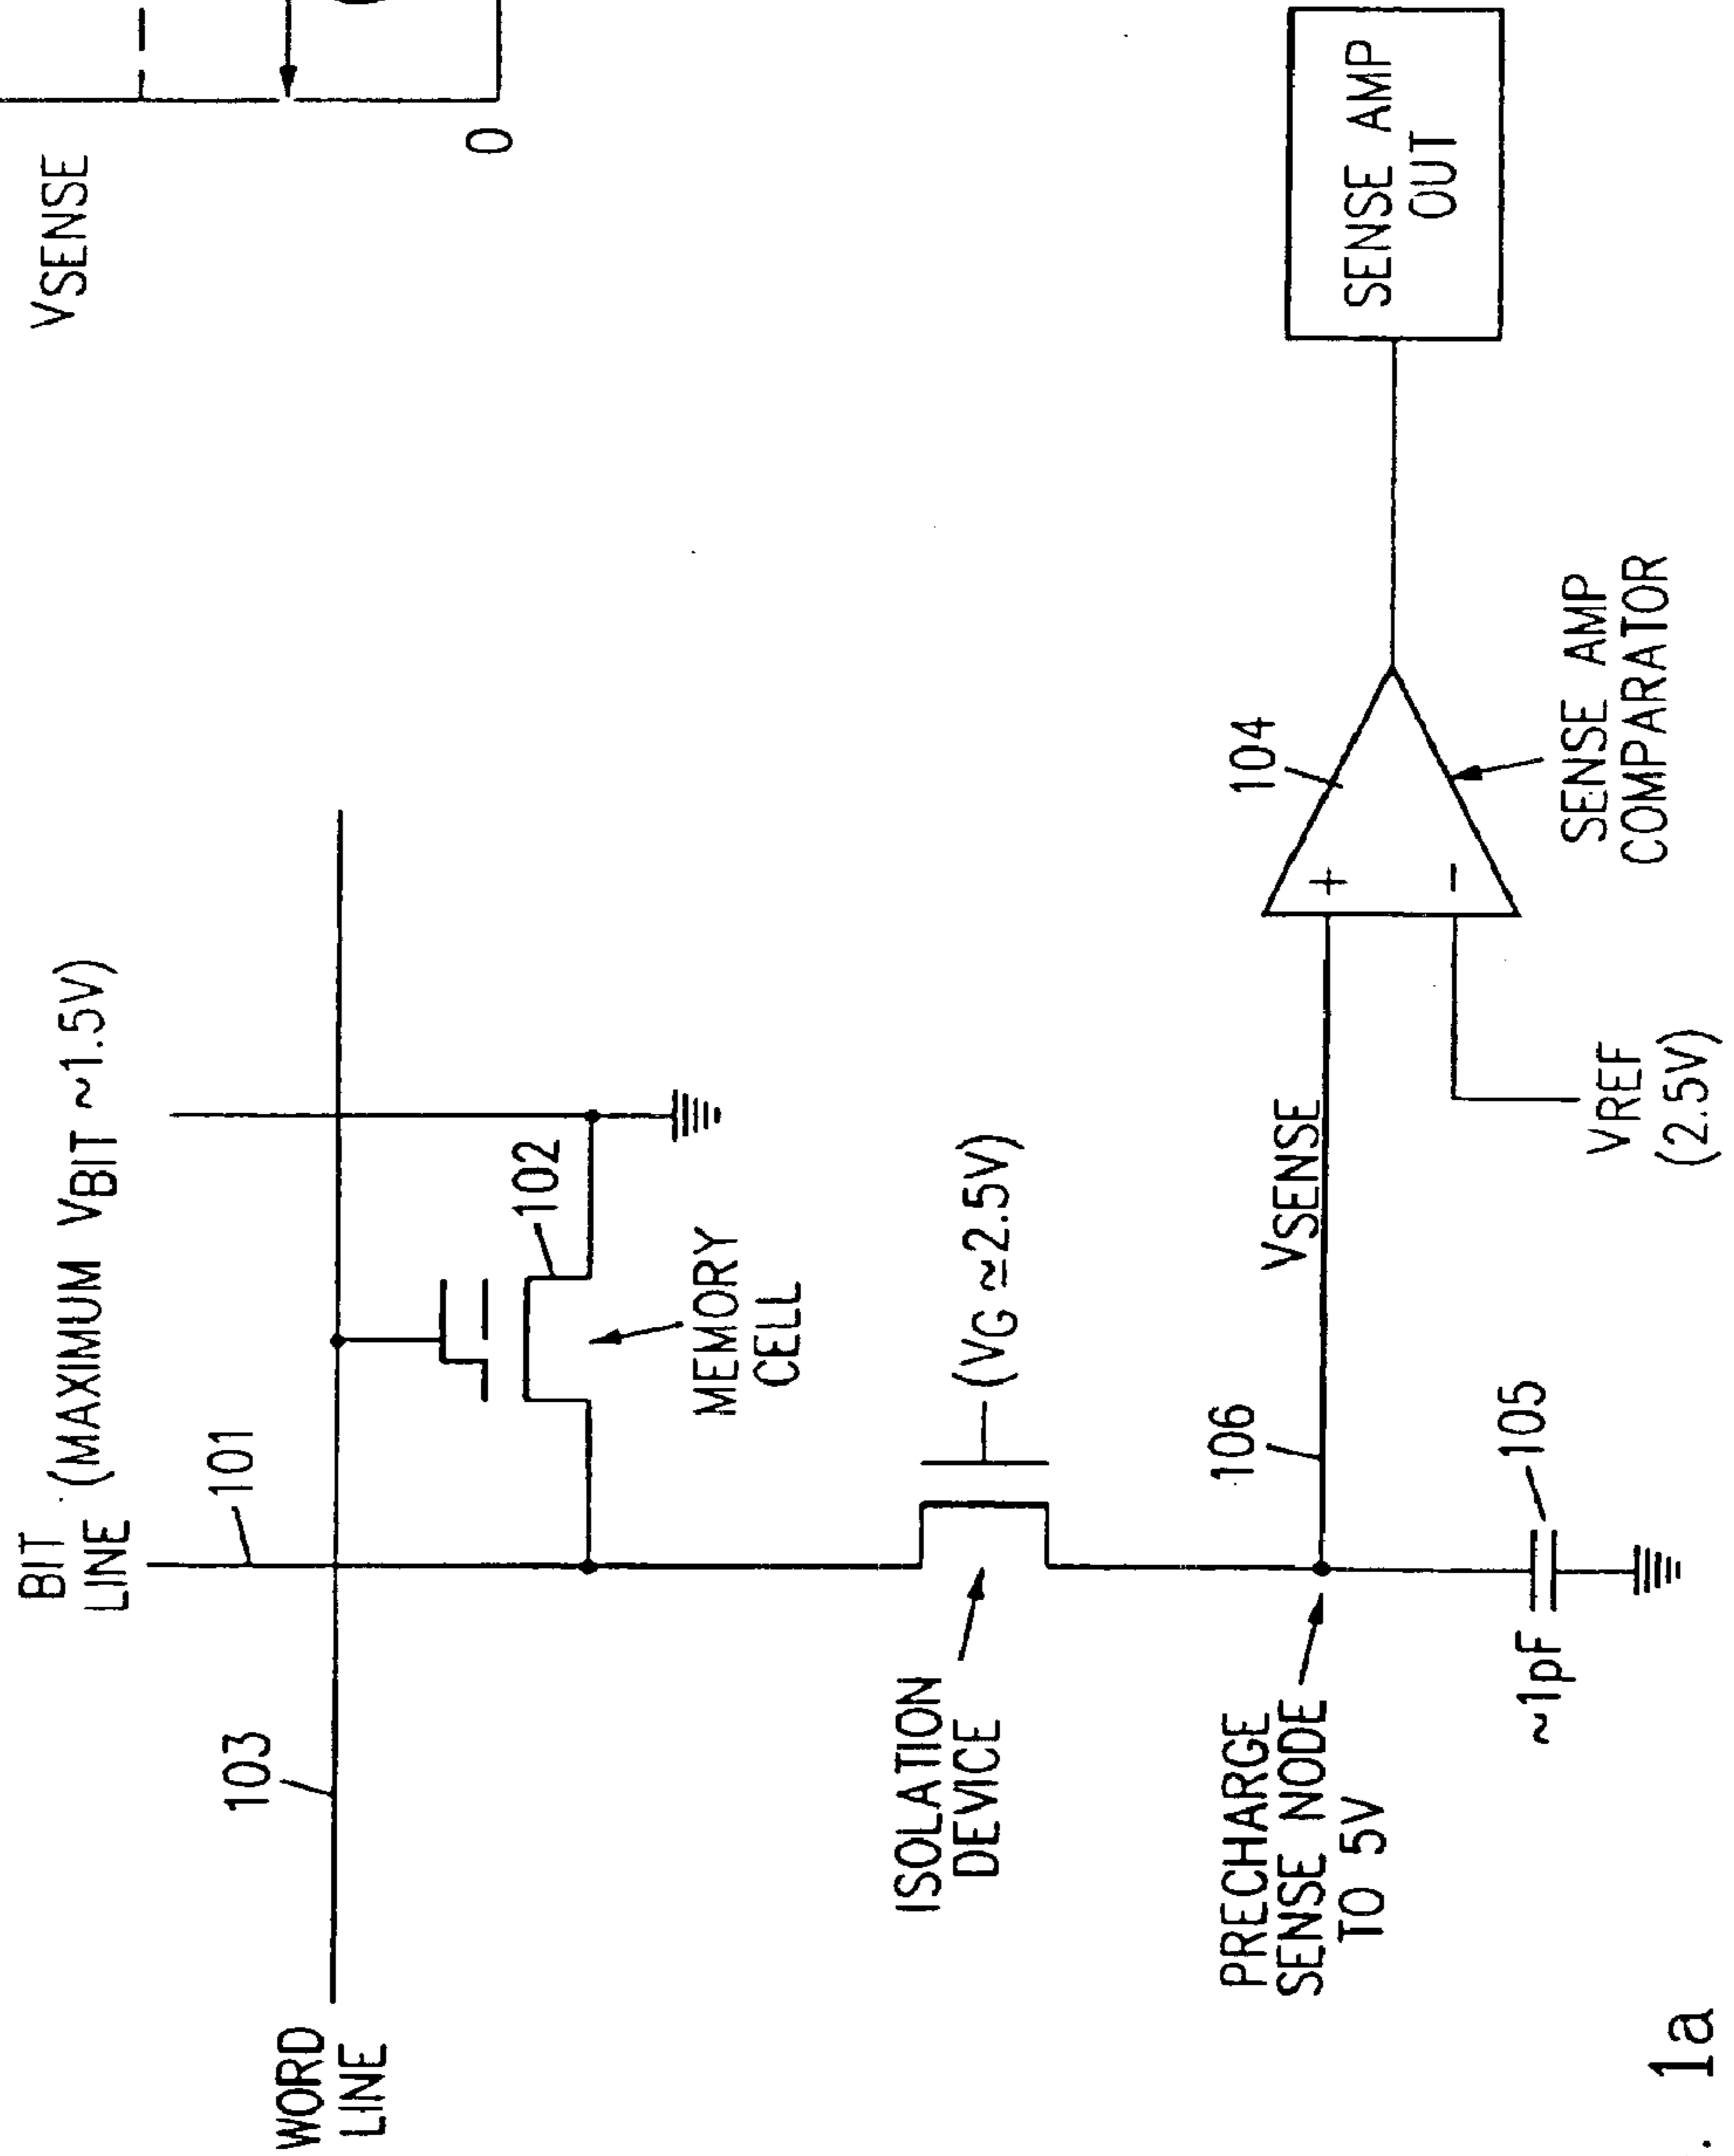 BIT
LINE (MAXIMUM VBIT ~1.5V)
101
103
WORD
LINE
102
MEMORY
CELL
ISOLATION
DEVICE
(VG ≃2.5V)
PRECHARGE
SENSE NODE
TO 5V
106
VSENSE
~1pF
105
VREF
(2.5V)
+
-
104
SENSE AMP
COMPARATOR
SENSE AMP
OUT
VSENSE
0
. 1a